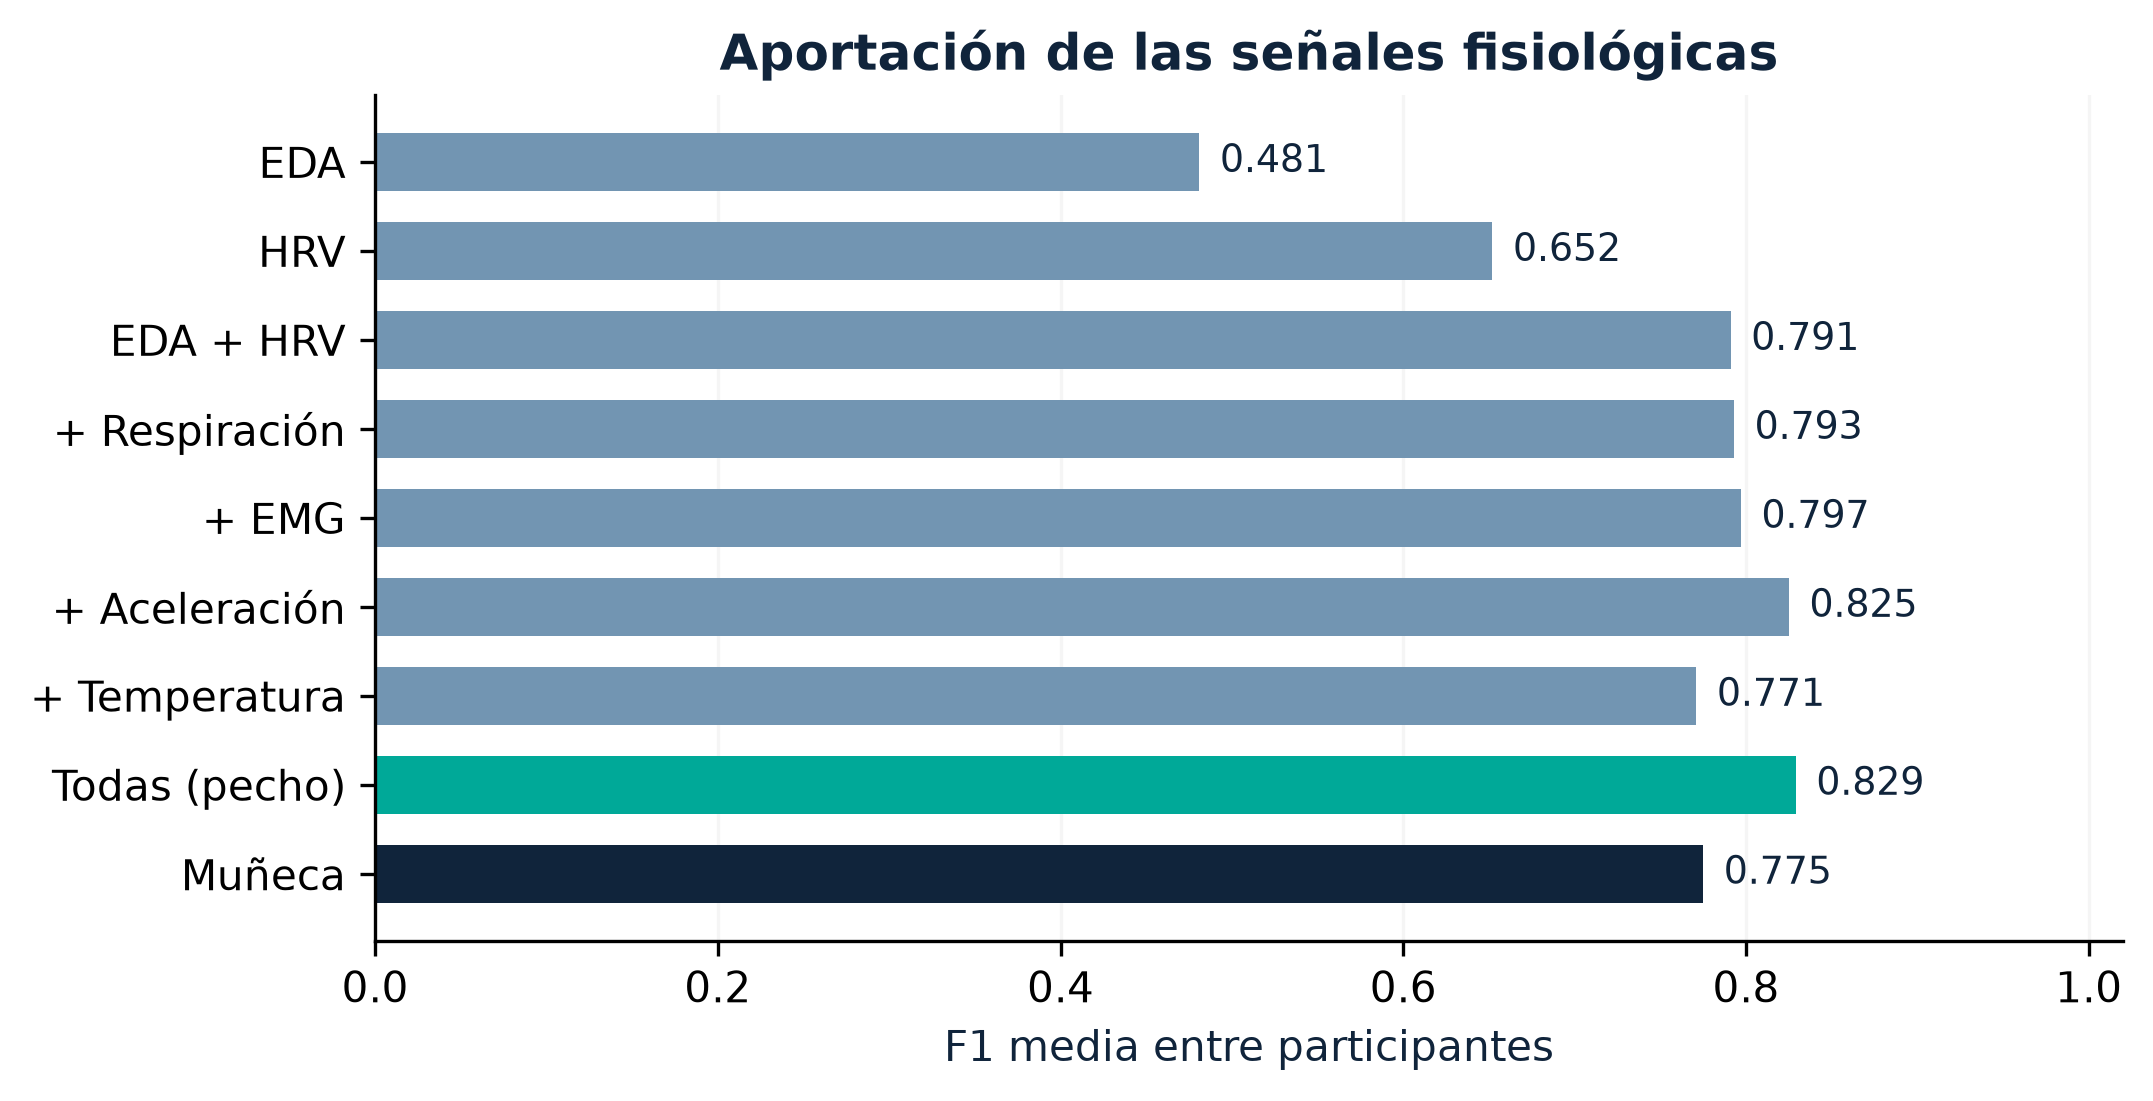 Aportación de las señales fisiológicas
EDA 0.481
HRV 0.652
EDA + HRV 0.791
+ Respiración 0.793
+ EMG 0.797
+ Aceleración 0.825
+ Temperatura 0.771
Todas (pecho) 0.829
Muñeca 0.775
0.0 0.2 0.4 0.6 0.8 1.0
F1 media entre participantes